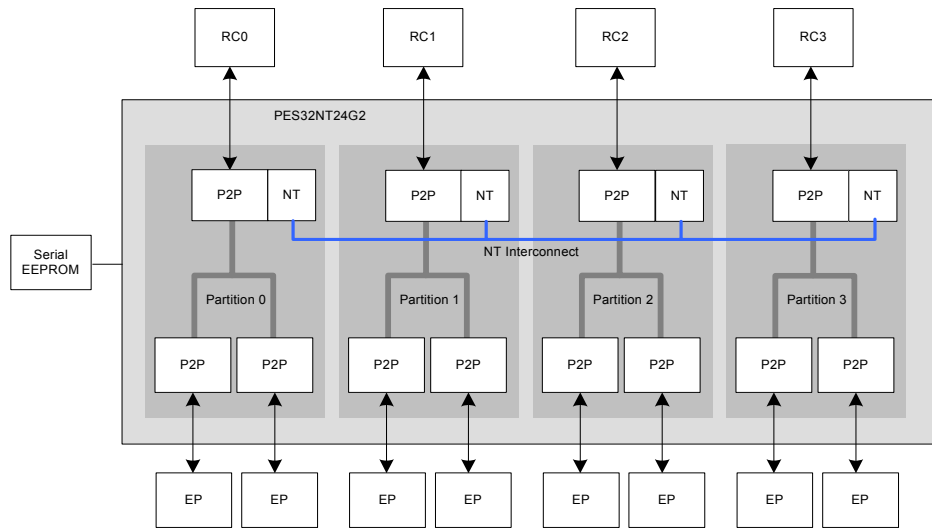 RC0 RC1 RC2 RC3
PES32NT24G2
P2P NT P2P NT P2P NT P2P NT
NT Interconnect
Serial
EEPROM
Partition 0 Partition 1 Partition 2 Partition 3
P2P P2P P2P P2P P2P P2P P2P P2P
EP EP EP EP EP EP EP EP